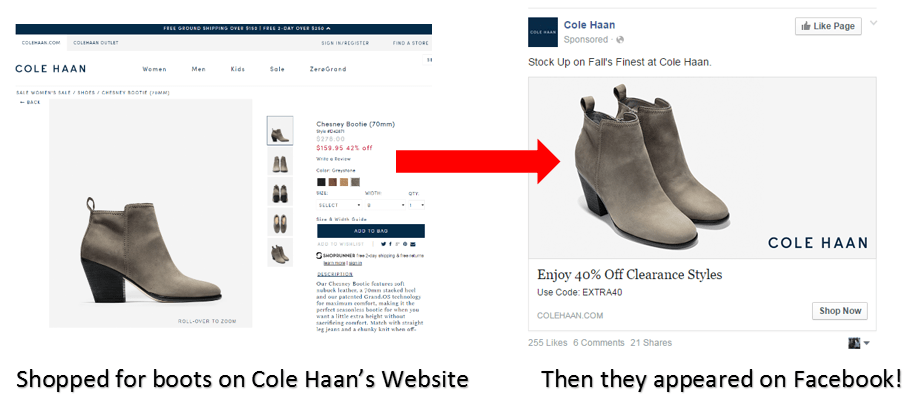 FREE GROUND SHIPPING OVER $150 | FREE 2-DAY OVER $250
COLEHAAN.COM COLEHAAN OUTLET SIGN IN/REGISTER FIND A STORE
COLE HAAN Women Men Kids Sale ZerøGrand
SALE WOMEN'S SALE / SHOES / CHESNEY BOOTIE (70MM)
← BACK
Chesney Bootie (70mm)
$278.00
$159.95 42% off
Write a Review
Color: Greystone
SIZE: WIDTH: QTY:
SELECT B 1
Size & Width Guide
ADD TO BAG
ADD TO WISHLIST
SHOPRUNNER free 2-day shipping & free returns
learn more | sign in
DESCRIPTION
Our Chesney Bootie features soft
nubuck leather, a 70mm stacked heel
and our patented Grand.OS technology
for maximum comfort, making it the
perfect seasonless bootie for when you
want a little extra height without
sacrificing comfort. Match with straight
leg jeans and a chunky knit when off-
ROLL-OVER TO ZOOM
COLE HAAN
Cole Haan
Sponsored ·
Like Page
Stock Up on Fall's Finest at Cole Haan.
COLE HAAN
Enjoy 40% Off Clearance Styles
Use Code: EXTRA40
COLEHAAN.COM
Shop Now
255 Likes 6 Comments 21 Shares
Shopped for boots on Cole Haan's Website
Then they appeared on Facebook!